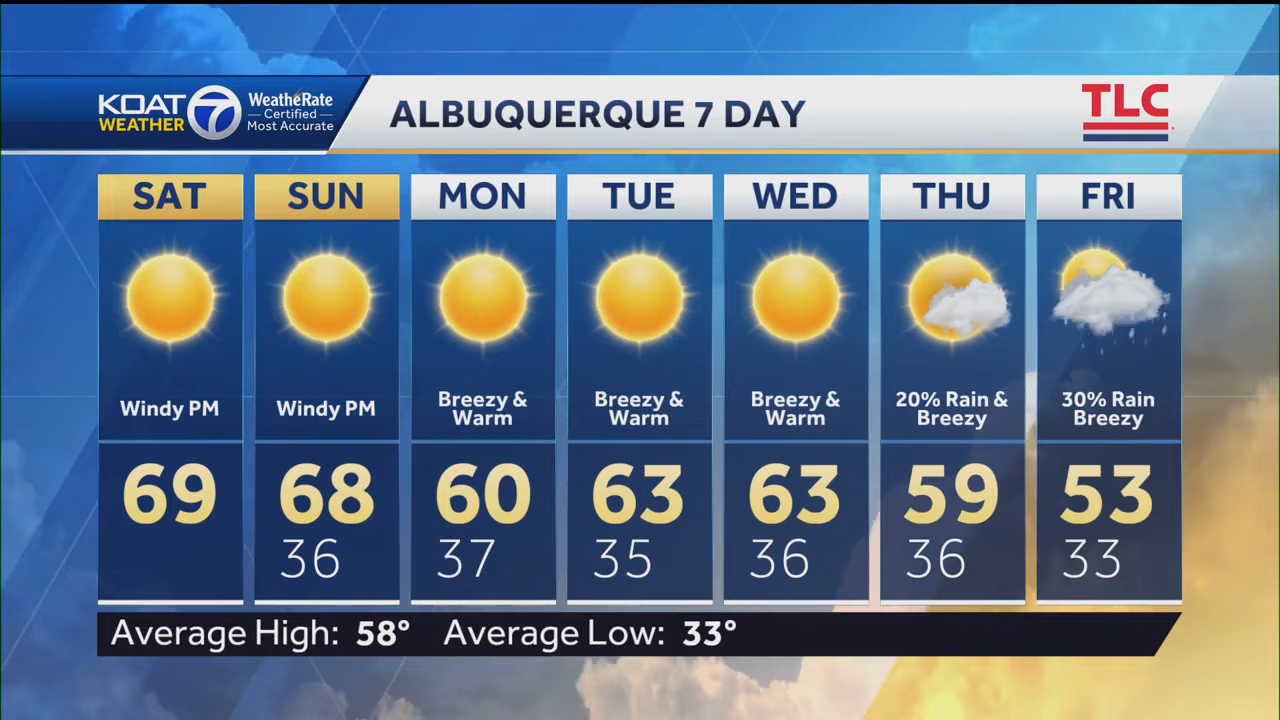 KOAT
WEATHER
7
WeatheRate
Certified
Most Accurate
ALBUQUERQUE 7 DAY
TLC
SAT
Windy PM
69
SUN
Windy PM
68
36
MON
Breezy &
Warm
60
37
TUE
Breezy &
Warm
63
35
WED
Breezy &
Warm
63
36
THU
20% Rain &
Breezy
59
36
FRI
30% Rain
Breezy
53
33
Average High: 58° Average Low: 33°